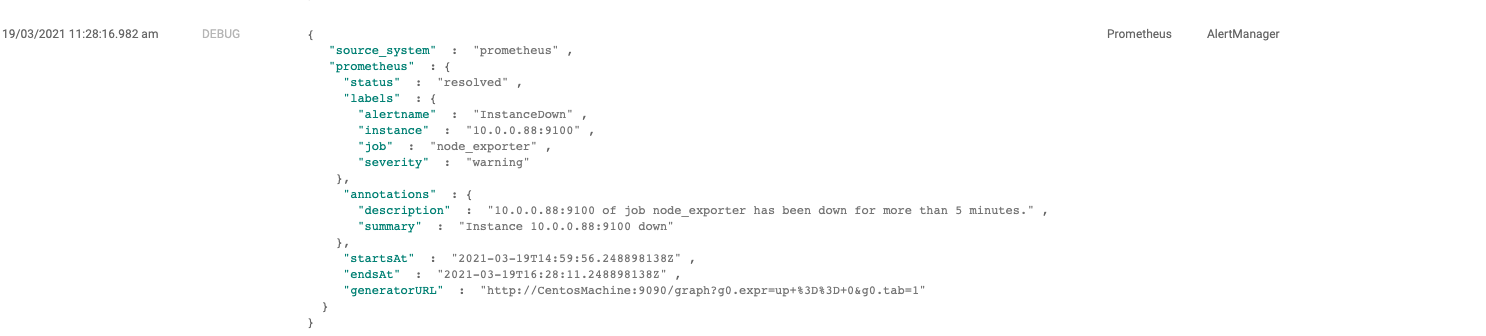 19/03/2021 11:28:16.982 am DEBUG { Prometheus AlertManager
"source_system" : "prometheus" ,
"prometheus" : {
"status" : "resolved" ,
"labels" : {
"alertname" : "InstanceDown" ,
"instance" : "10.0.0.88:9100" ,
"job" : "node_exporter" ,
"severity" : "warning"
},
"annotations" : {
"description" : "10.0.0.88:9100 of job node_exporter has been down for more than 5 minutes." ,
"summary" : "Instance 10.0.0.88:9100 down"
},
"startsAt" : "2021-03-19T14:59:56.248898138Z" ,
"endsAt" : "2021-03-19T16:28:11.248898138Z" ,
"generatorURL" : "http://CentosMachine:9090/graph?g0.expr=up+%3D%3D+0&g0.tab=1"
}
}